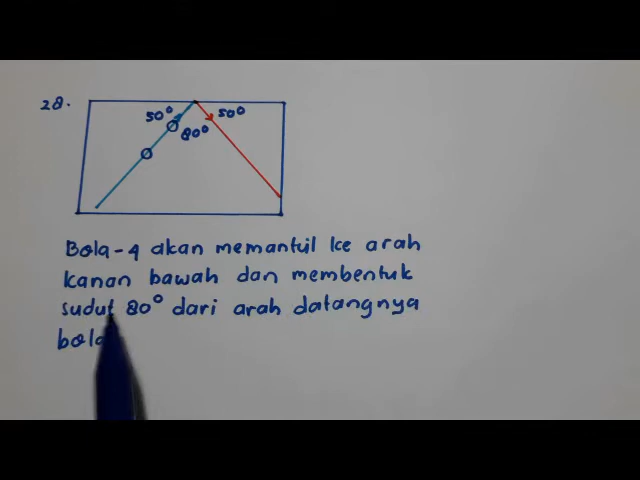 28.
50° 50°
80°
Bola-4 akan memantul ke arah
kanan bawah dan membentuk
sudut 80° dari arah datangnya
bola